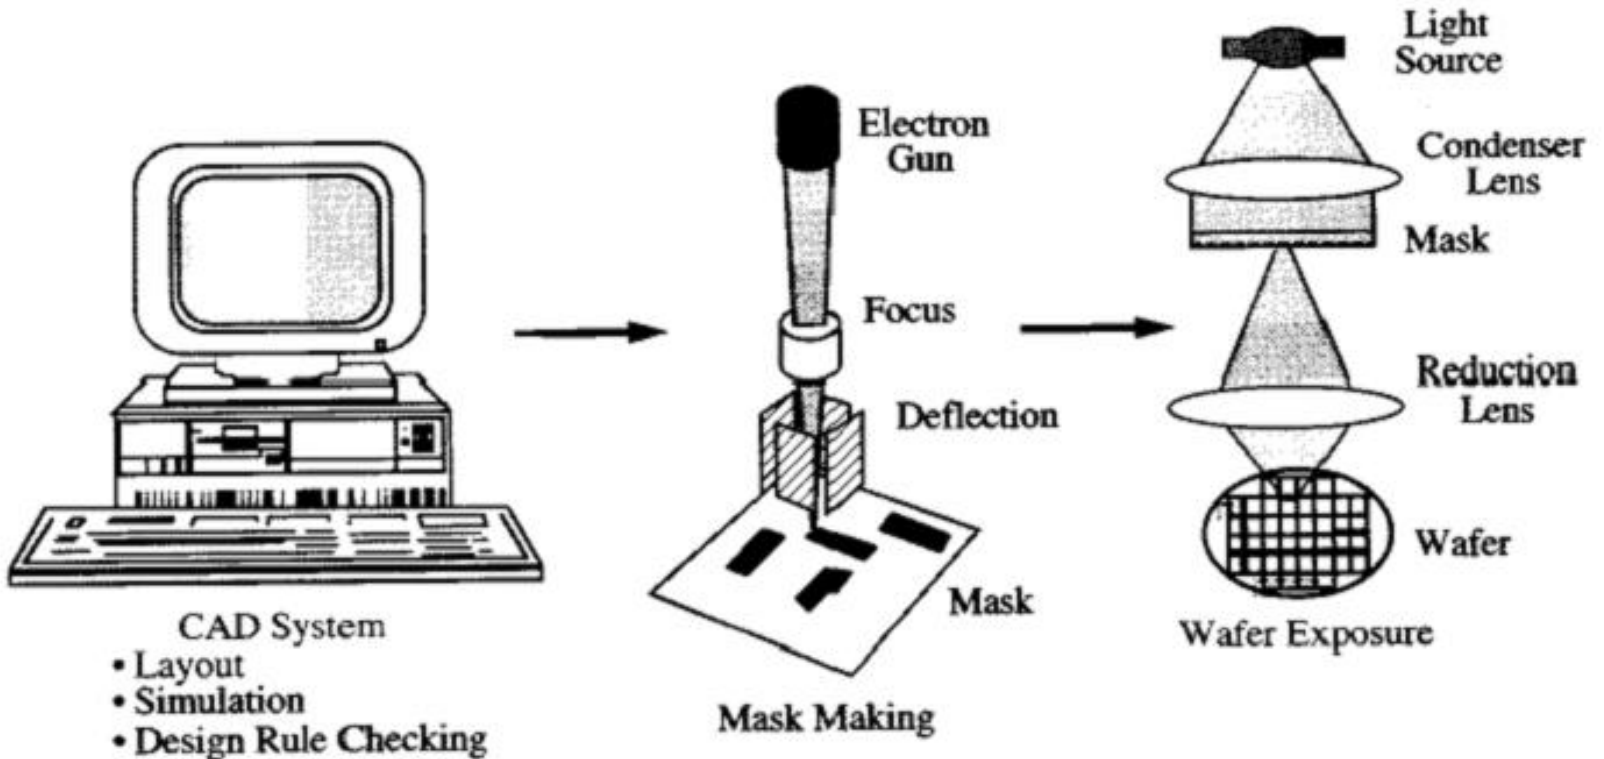 CAD System
• Layout
• Simulation
• Design Rule Checking
Electron
Gun
Focus
Deflection
Mask
Mask Making
Light
Source
Condenser
Lens
Mask
Reduction
Lens
Wafer
Wafer Exposure